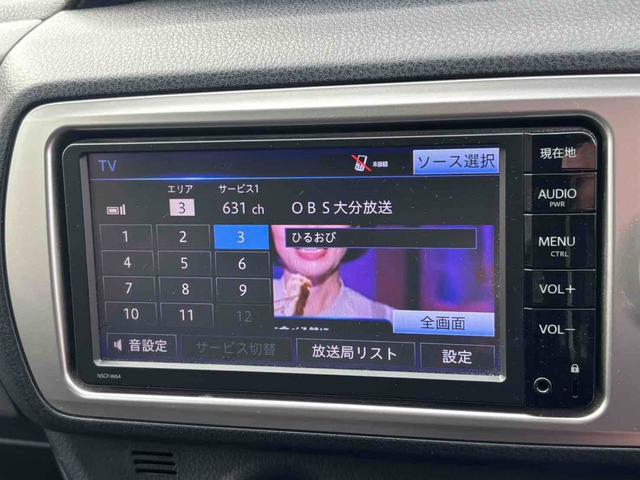 TV
未接続
ソース選択
エリア サービス1
3 631 ch OBS大分放送
1 2 3 ひるおび
4 5 6
7 8 9
10 11 12
全画面
音設定 サービス切替 放送局リスト 設定
NSCP-W64
現在地
AUDIO
PWR
MENU
CTRL
VOL+
VOL−